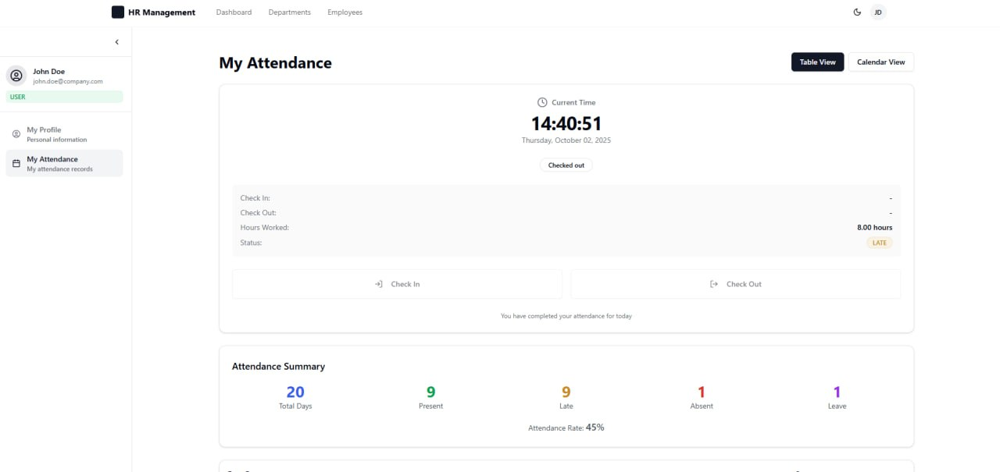 HR Management Dashboard Departments Employees JD
John Doe
john.doe@company.com
USER
My Profile
Personal information
My Attendance
My attendance records
My Attendance
Table View Calendar View
Current Time
14:40:51
Thursday, October 02, 2025
Checked out
Check In: -
Check Out: -
Hours Worked: 8.00 hours
Status: LATE
Check In Check Out
You have completed your attendance for today
Attendance Summary
20 9 9 1 1
Total Days Present Late Absent Leave
Attendance Rate: 45%